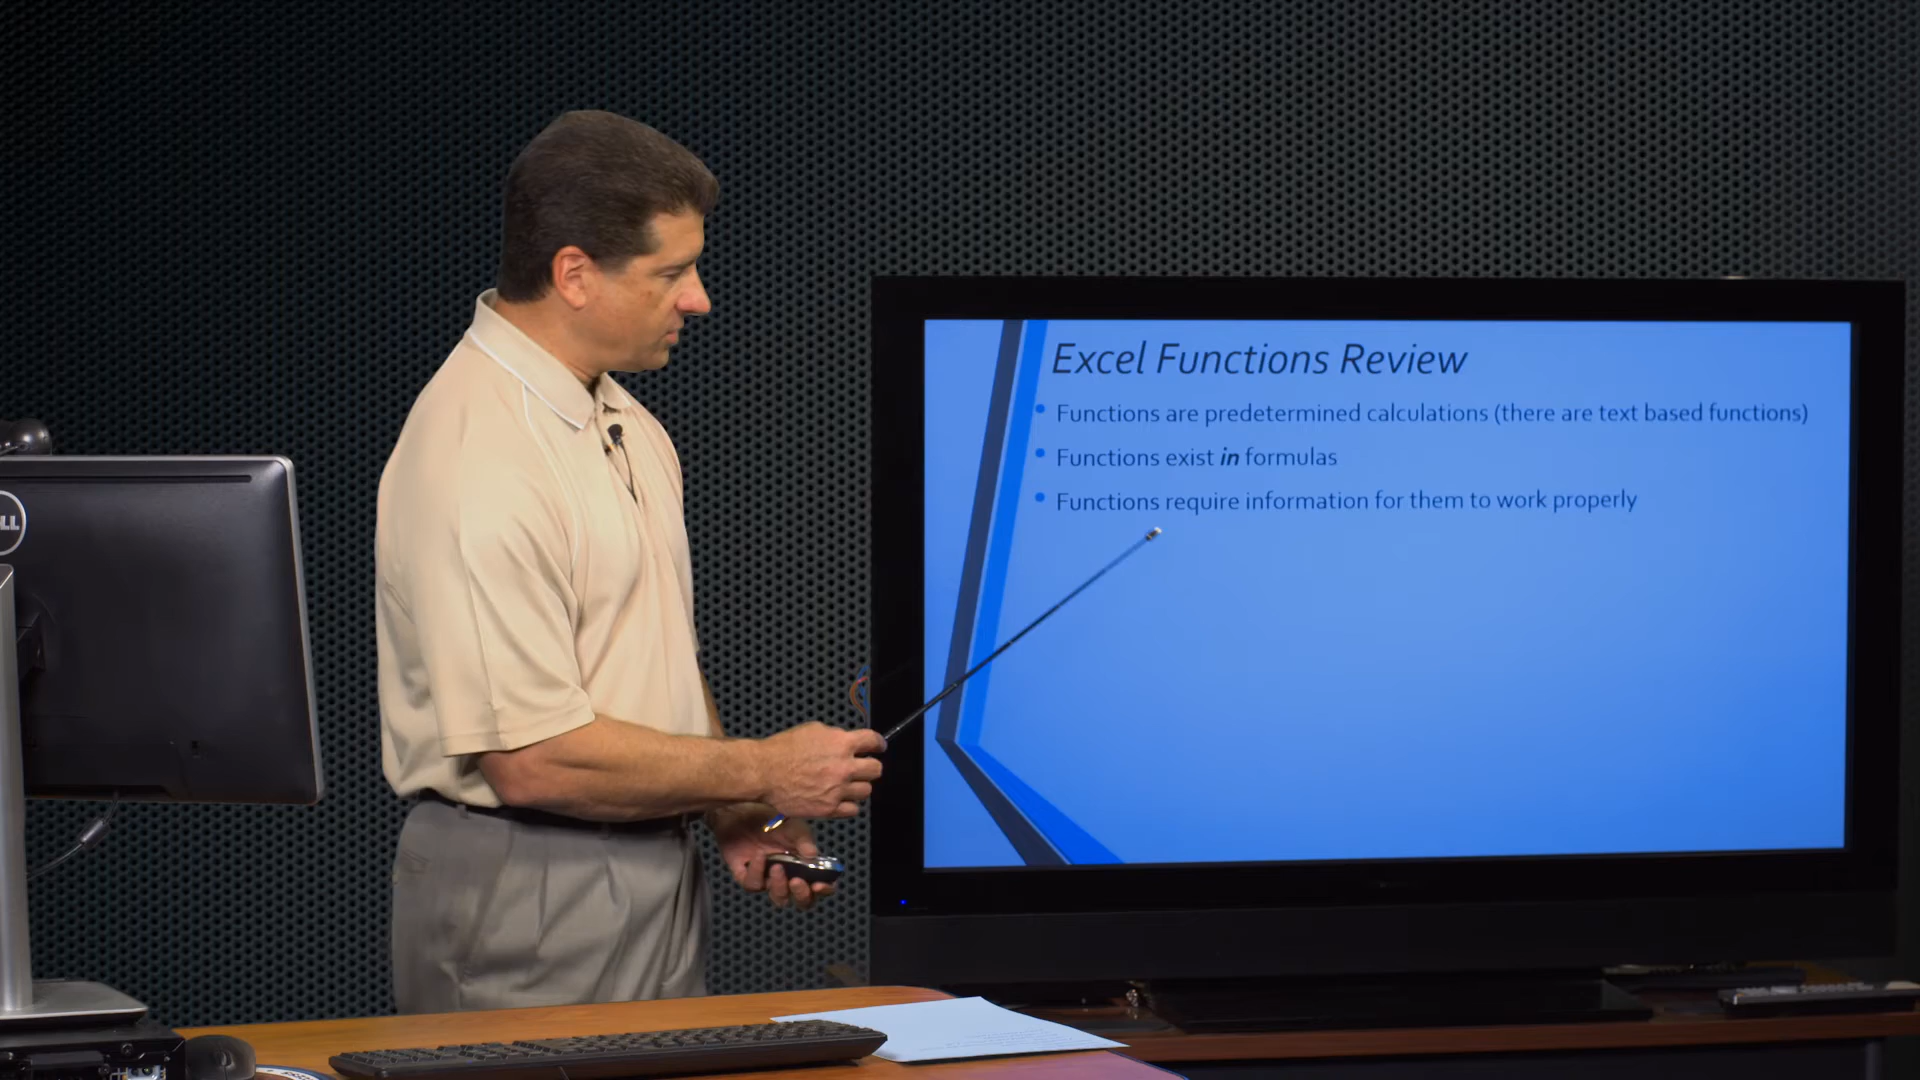 Excel Functions Review
Functions are predetermined calculations (there are text based functions)
Functions exist in formulas
Functions require information for them to work properly